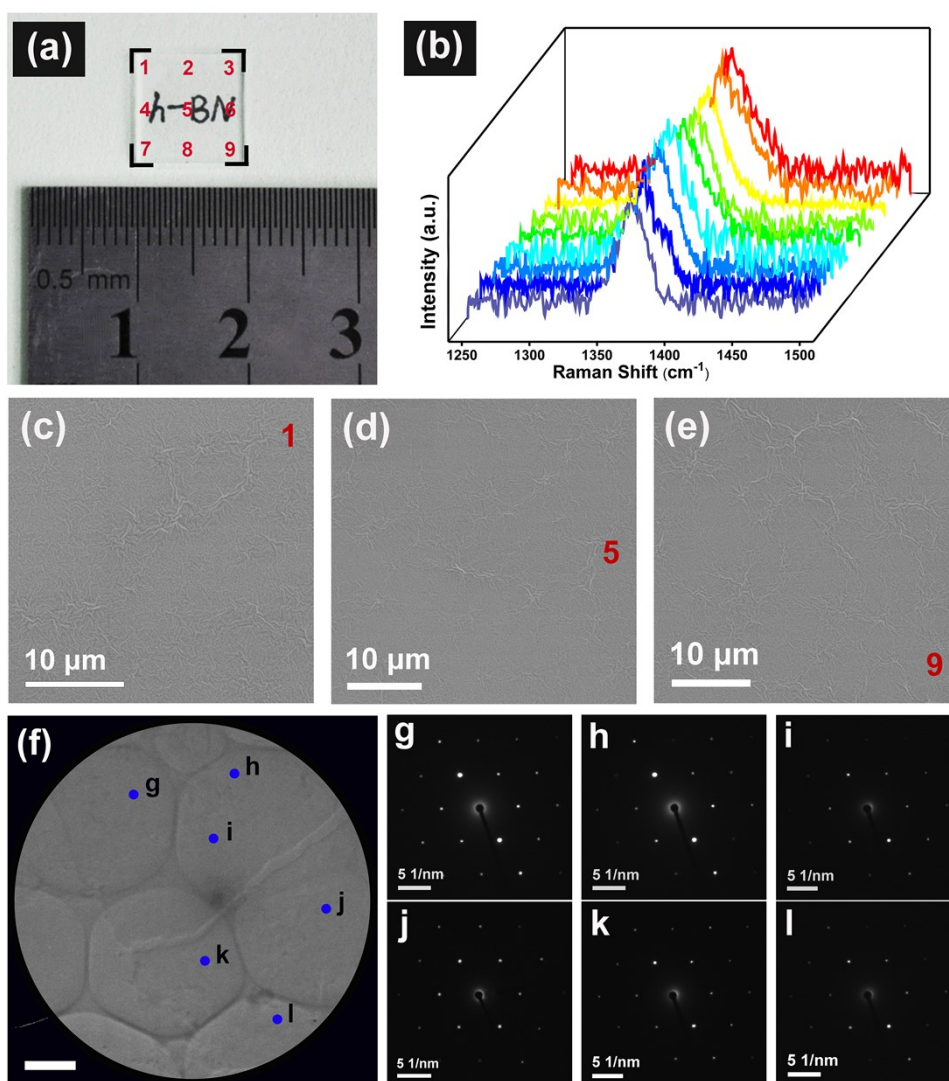 (a)
1 2 3
4 5 6
h-BN
7 8 9
0.5 mm
1 2 3
(b)
Intensity (a.u.)
1250 1300 1350 1400 1450 1500
Raman Shift (cm⁻¹)
(c)
1
10 μm
(d)
5
10 μm
(e)
9
10 μm
(f)
g
h
i
j
k
l
g
5 1/nm
h
5 1/nm
i
5 1/nm
j
5 1/nm
k
5 1/nm
l
5 1/nm